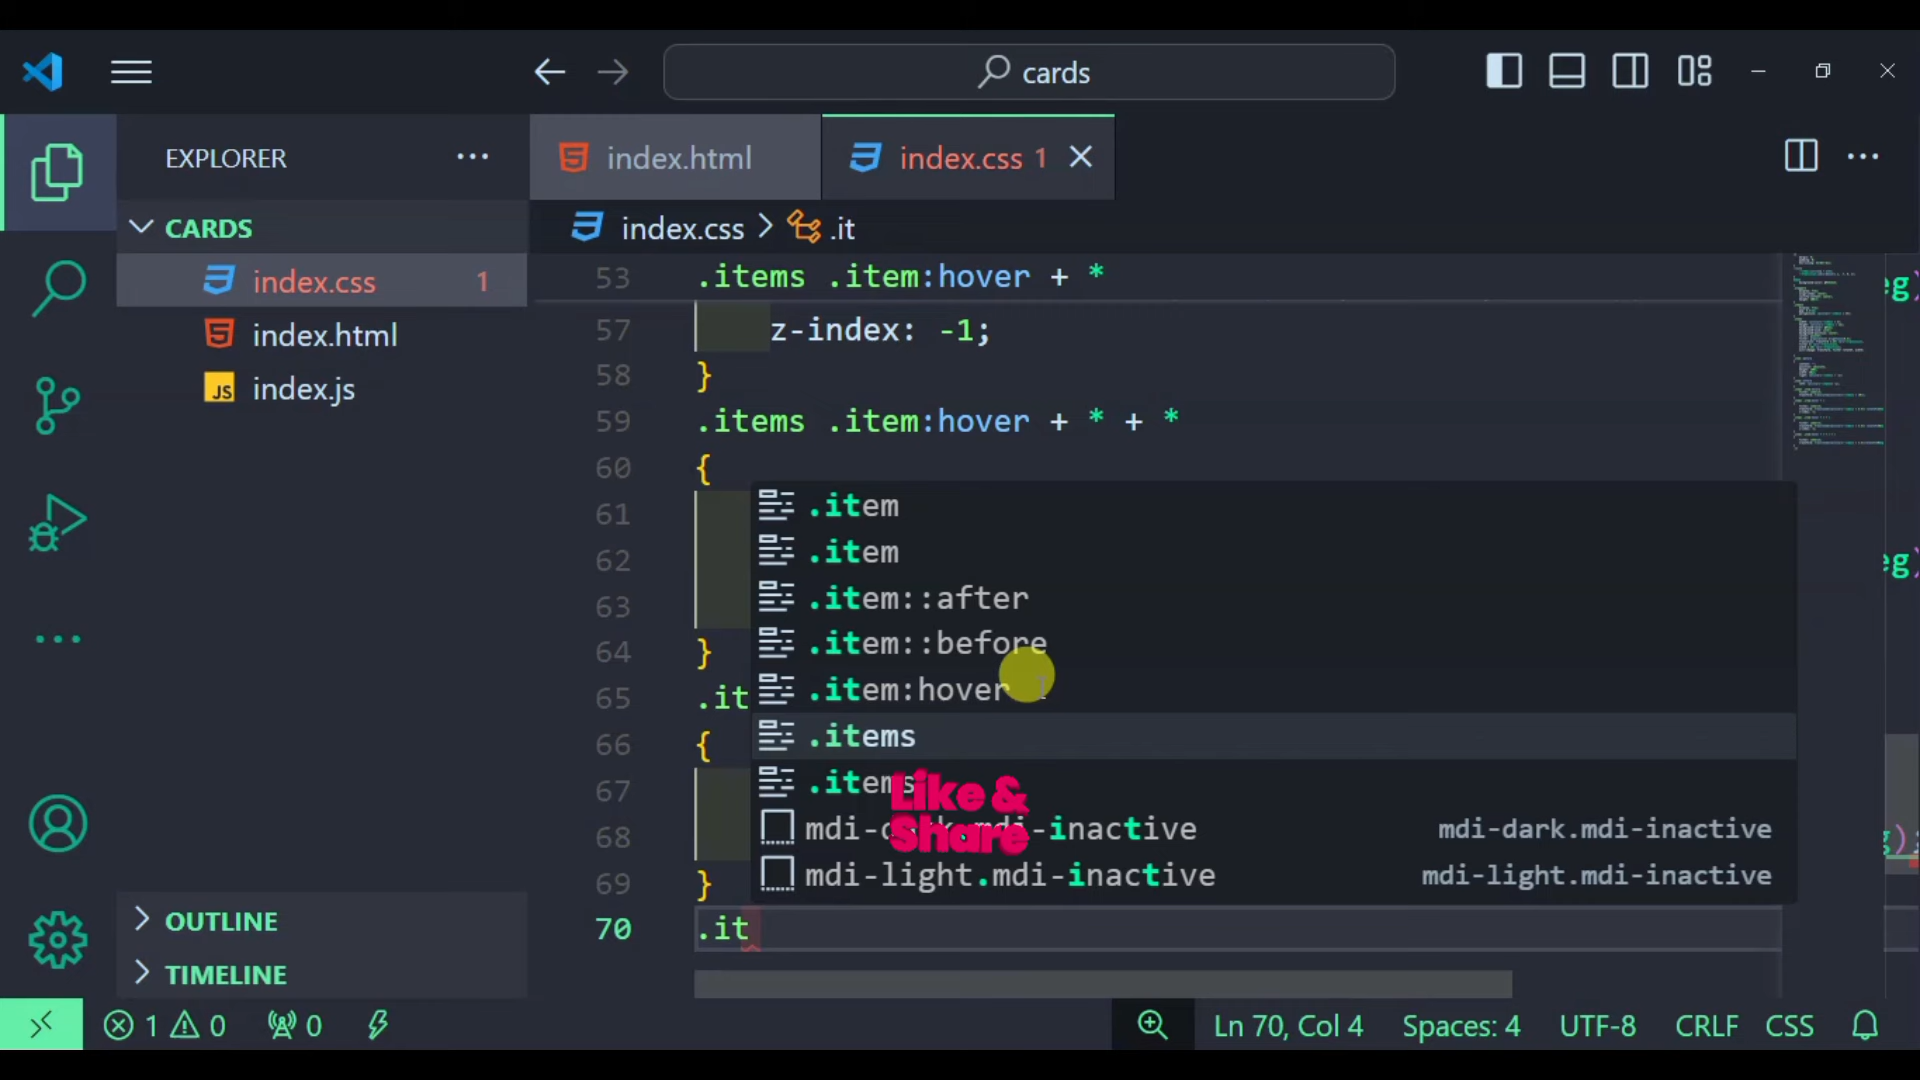 cards
EXPLORER
index.html
index.css 1
CARDS
index.css > .it
index.css 1
index.html
JS index.js
53 .items .item:hover + *
57 z-index: -1;
58 }
59 .items .item:hover + * + *
60 {
61
62
63
64 }
65 .it
66 {
67
68
69 }
70 .it
.item
.item
.item::after
.item::before
.item:hover
.items
.items
mdi-dark.mdi-inactive mdi-dark.mdi-inactive
mdi-light.mdi-inactive mdi-light.mdi-inactive
Like &
Share
eg)
eg)
);
OUTLINE
TIMELINE
1 0 0 Ln 70, Col 4 Spaces: 4 UTF-8 CRLF CSS